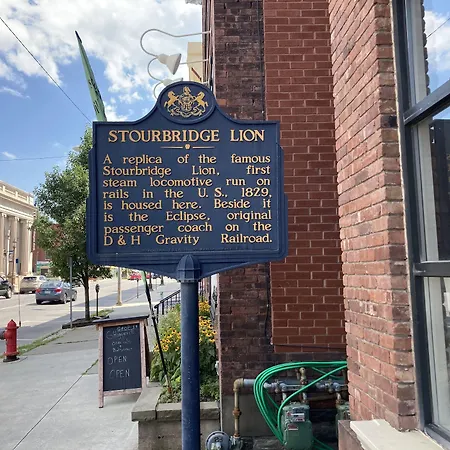 STOURBRIDGE LION
A replica of the famous
Stourbridge Lion, first
steam locomotive run on
rails in the U. S., 1829,
is housed here. Beside it
is the Eclipse, original
passenger coach on the
D & H Gravity Railroad.
OPEN
OPEN